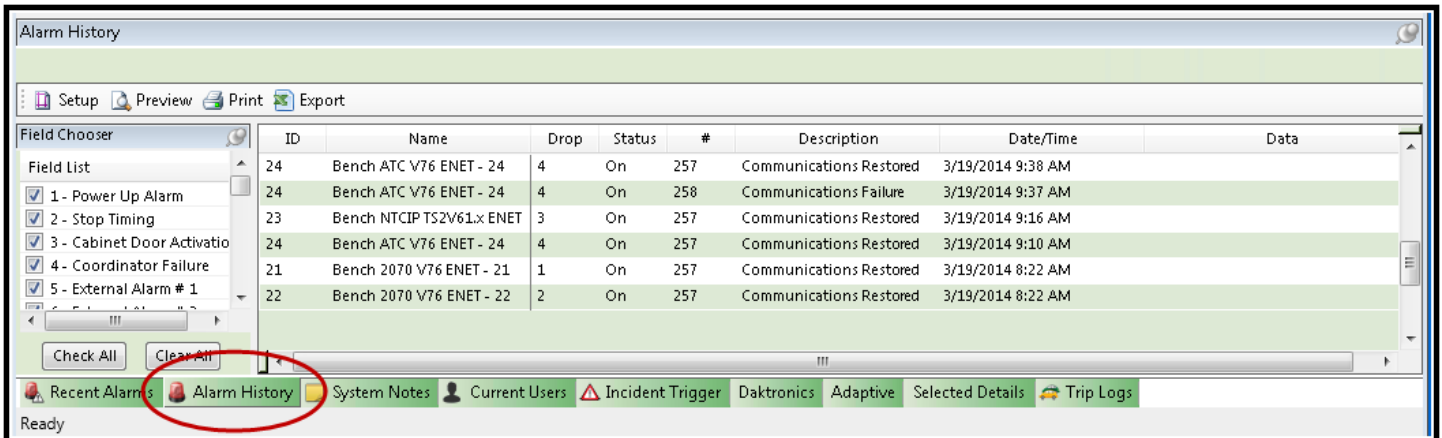 Alarm History
Setup Preview Print Export
Field Chooser
Field List
1 - Power Up Alarm
2 - Stop Timing
3 - Cabinet Door Activatio
4 - Coordinator Failure
5 - External Alarm # 1
Check All Clear All
ID Name Drop Status # Description Date/Time Data
24 Bench ATC V76 ENET - 24 4 On 257 Communications Restored 3/19/2014 9:38 AM
24 Bench ATC V76 ENET - 24 4 On 258 Communications Failure 3/19/2014 9:37 AM
23 Bench NTCIP TS2V61.x ENET 3 On 257 Communications Restored 3/19/2014 9:16 AM
24 Bench ATC V76 ENET - 24 4 On 257 Communications Restored 3/19/2014 9:10 AM
21 Bench 2070 V76 ENET - 21 1 On 257 Communications Restored 3/19/2014 8:22 AM
22 Bench 2070 V76 ENET - 22 2 On 257 Communications Restored 3/19/2014 8:22 AM
Recent Alarms Alarm History System Notes Current Users Incident Trigger Daktronics Adaptive Selected Details Trip Logs
Ready